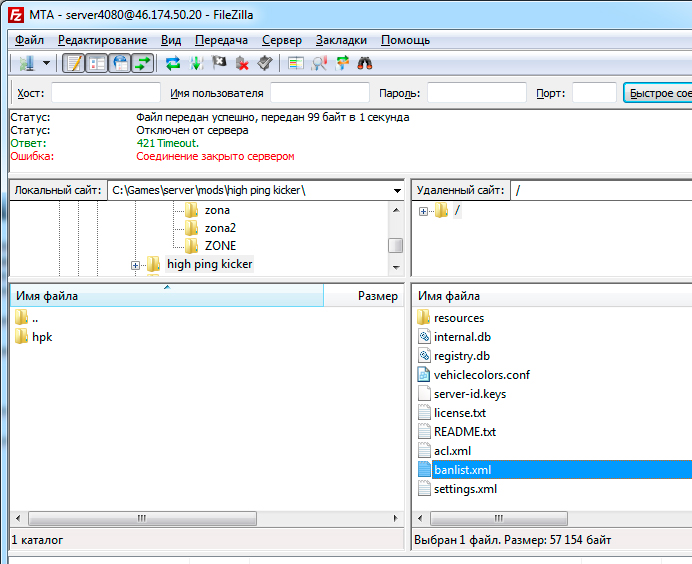 MTA - server4080@46.174.50.20 - FileZilla
Файл Редактирование Вид Передача Сервер Закладки Помощь
Хост: Имя пользователя Пароль: Порт: Быстрое сое
Статус: Файл передан успешно, передан 99 байт в 1 секунда
Статус: Отключен от сервера
Ответ: 421 Timeout.
Ошибка: Соединение закрыто сервером
Локальный сайт: C:\Games\server\mods\high ping kicker\
zona
zona2
ZONE
high ping kicker
Имя файла Размер
..
hpk
1 каталог
Удаленный сайт: /
/
Имя файла
resources
internal.db
registry.db
vehiclecolors.conf
server-id.keys
license.txt
README.txt
acl.xml
banlist.xml
settings.xml
Выбран 1 файл. Размер: 57 154 байт